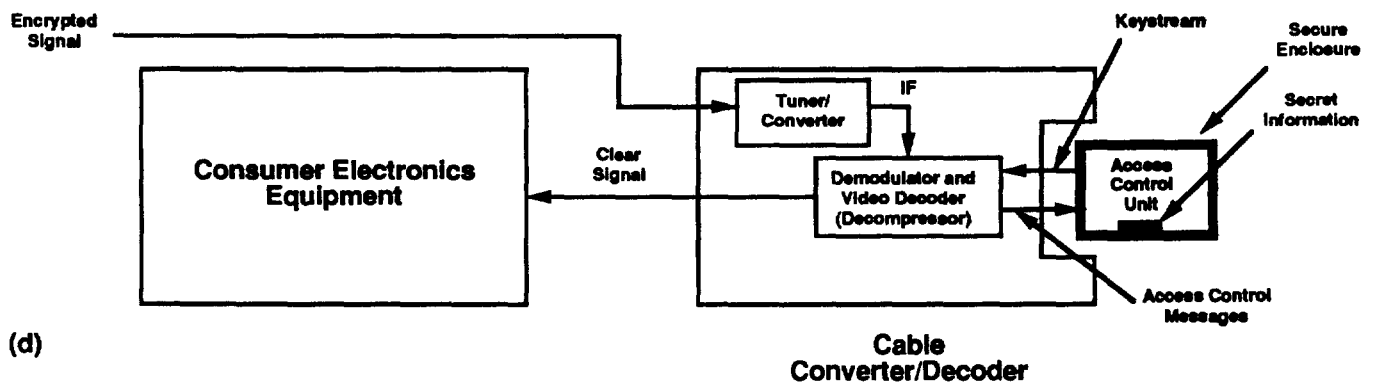 Encrypted
Signal
Keystream
Secure
Enclosure
IF
Tuner/
Converter
Secret
Information
Clear
Signal
Consumer Electronics
Equipment
Demodulator and
Video Decoder
(Decompressor)
Access
Control
Unit
Access Control
Messages
(d)
Cable
Converter/Decoder